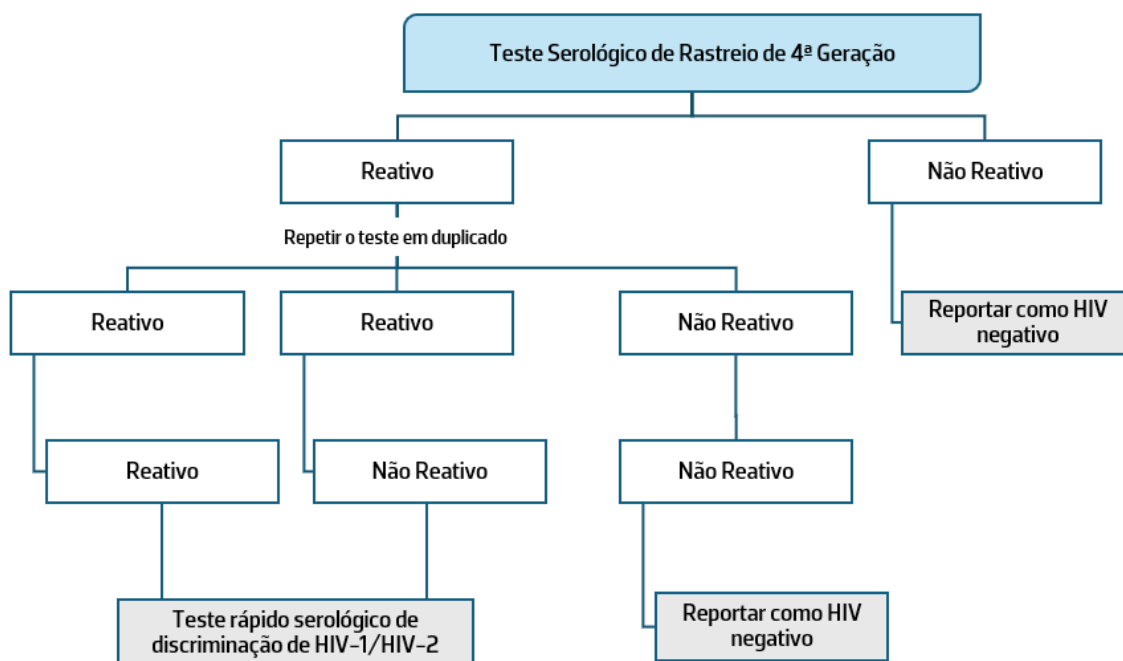 Teste Serológico de Rastreio de 4ª Geração
Reativo
Não Reativo
Repetir o teste em duplicado
Reativo
Reativo
Não Reativo
Reportar como HIV
negativo
Reativo
Não Reativo
Não Reativo
Teste rápido serológico de
discriminação de HIV-1/HIV-2
Reportar como HIV
negativo